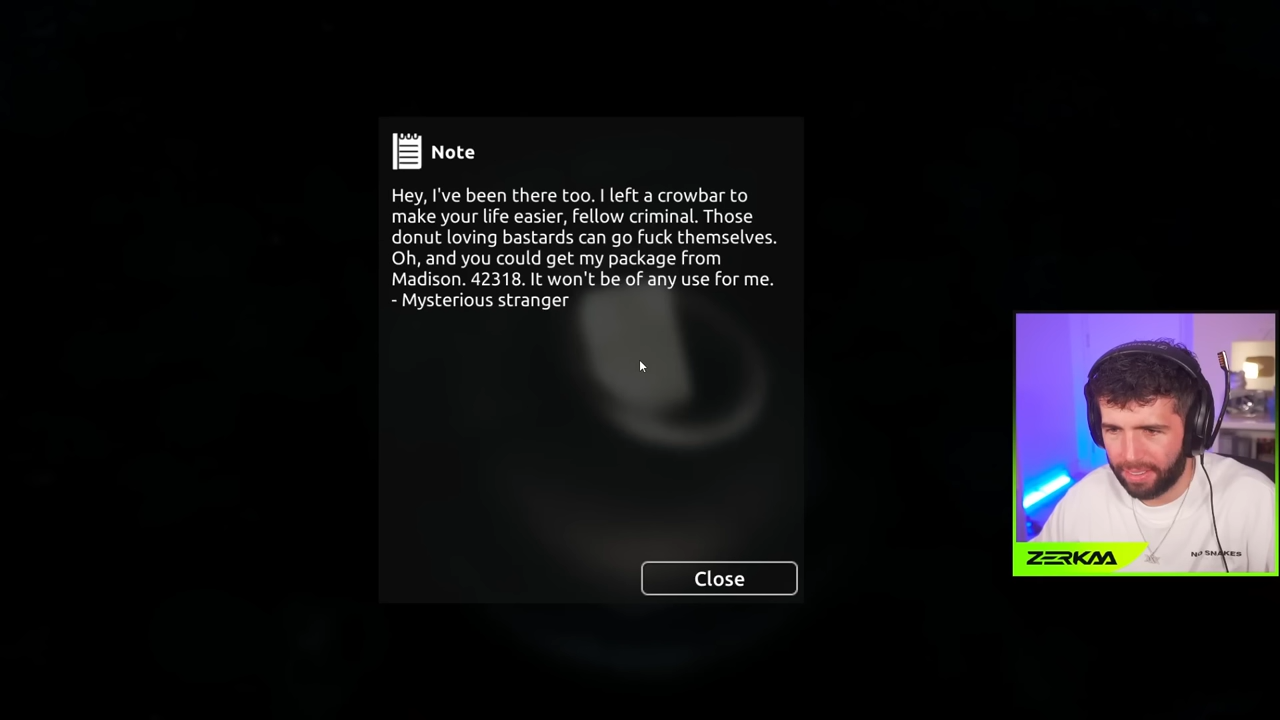 Note
Hey, I've been there too. I left a crowbar to
make your life easier, fellow criminal. Those
donut loving bastards can go fuck themselves.
Oh, and you could get my package from
Madison. 42318. It won't be of any use for me.
- Mysterious stranger
Close
NO SNAKES
ZERKAA